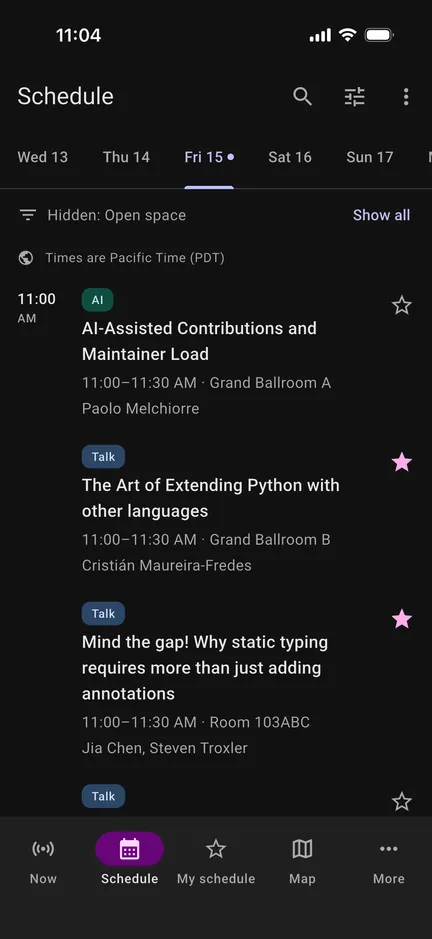 11:04
Schedule
Wed 13 Thu 14 Fri 15 Sat 16 Sun 17
Hidden: Open space Show all
Times are Pacific Time (PDT)
11:00
AM
AI
AI-Assisted Contributions and
Maintainer Load
11:00–11:30 AM · Grand Ballroom A
Paolo Melchiorre
Talk
The Art of Extending Python with
other languages
11:00–11:30 AM · Grand Ballroom B
Cristián Maureira-Fredes
Talk
Mind the gap! Why static typing
requires more than just adding
annotations
11:00–11:30 AM · Room 103ABC
Jia Chen, Steven Troxler
Talk
Now Schedule My schedule Map More